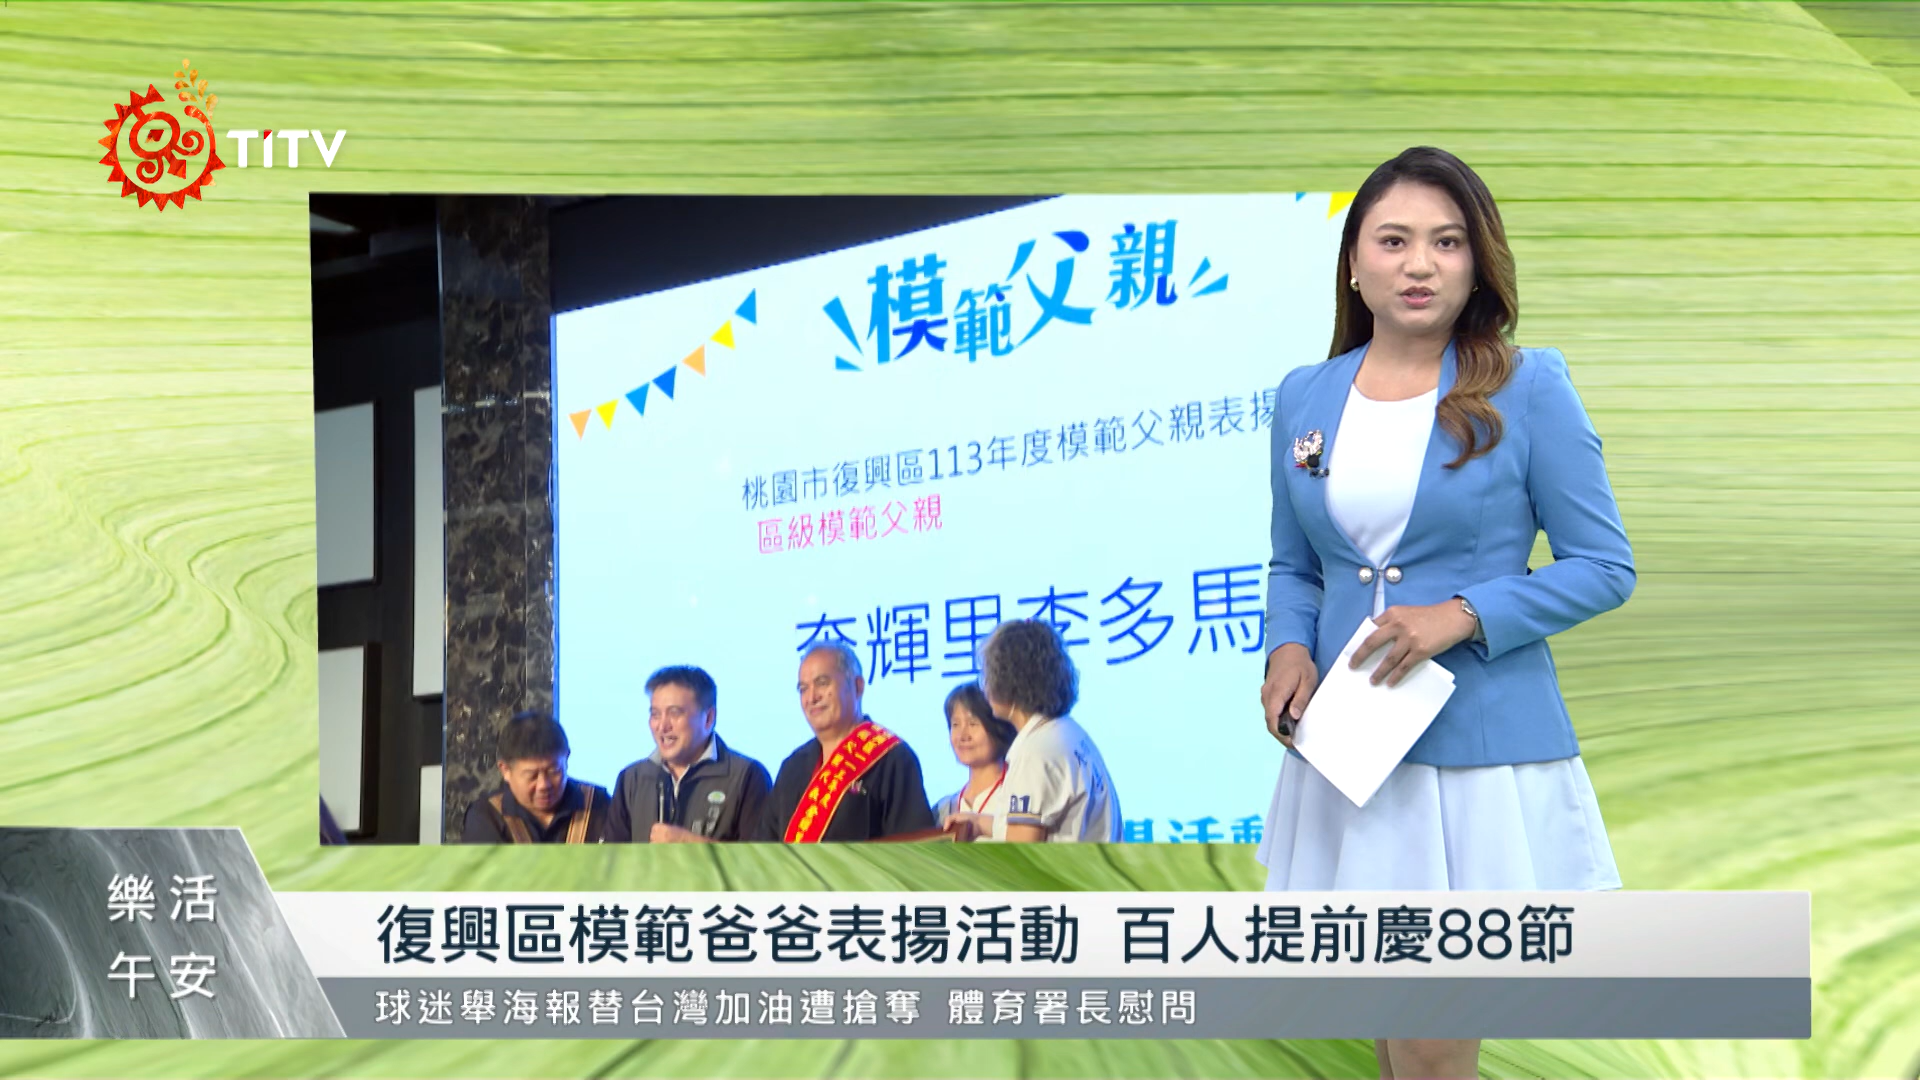 TiTV
模範父親
桃園市復興區113年度模範父親表揚
區級模範父親
奎輝里李多馬
揚活動
樂活
午安
復興區模範爸爸表揚活動 百人提前慶88節
球迷舉海報替台灣加油遭搶奪 體育署長慰問